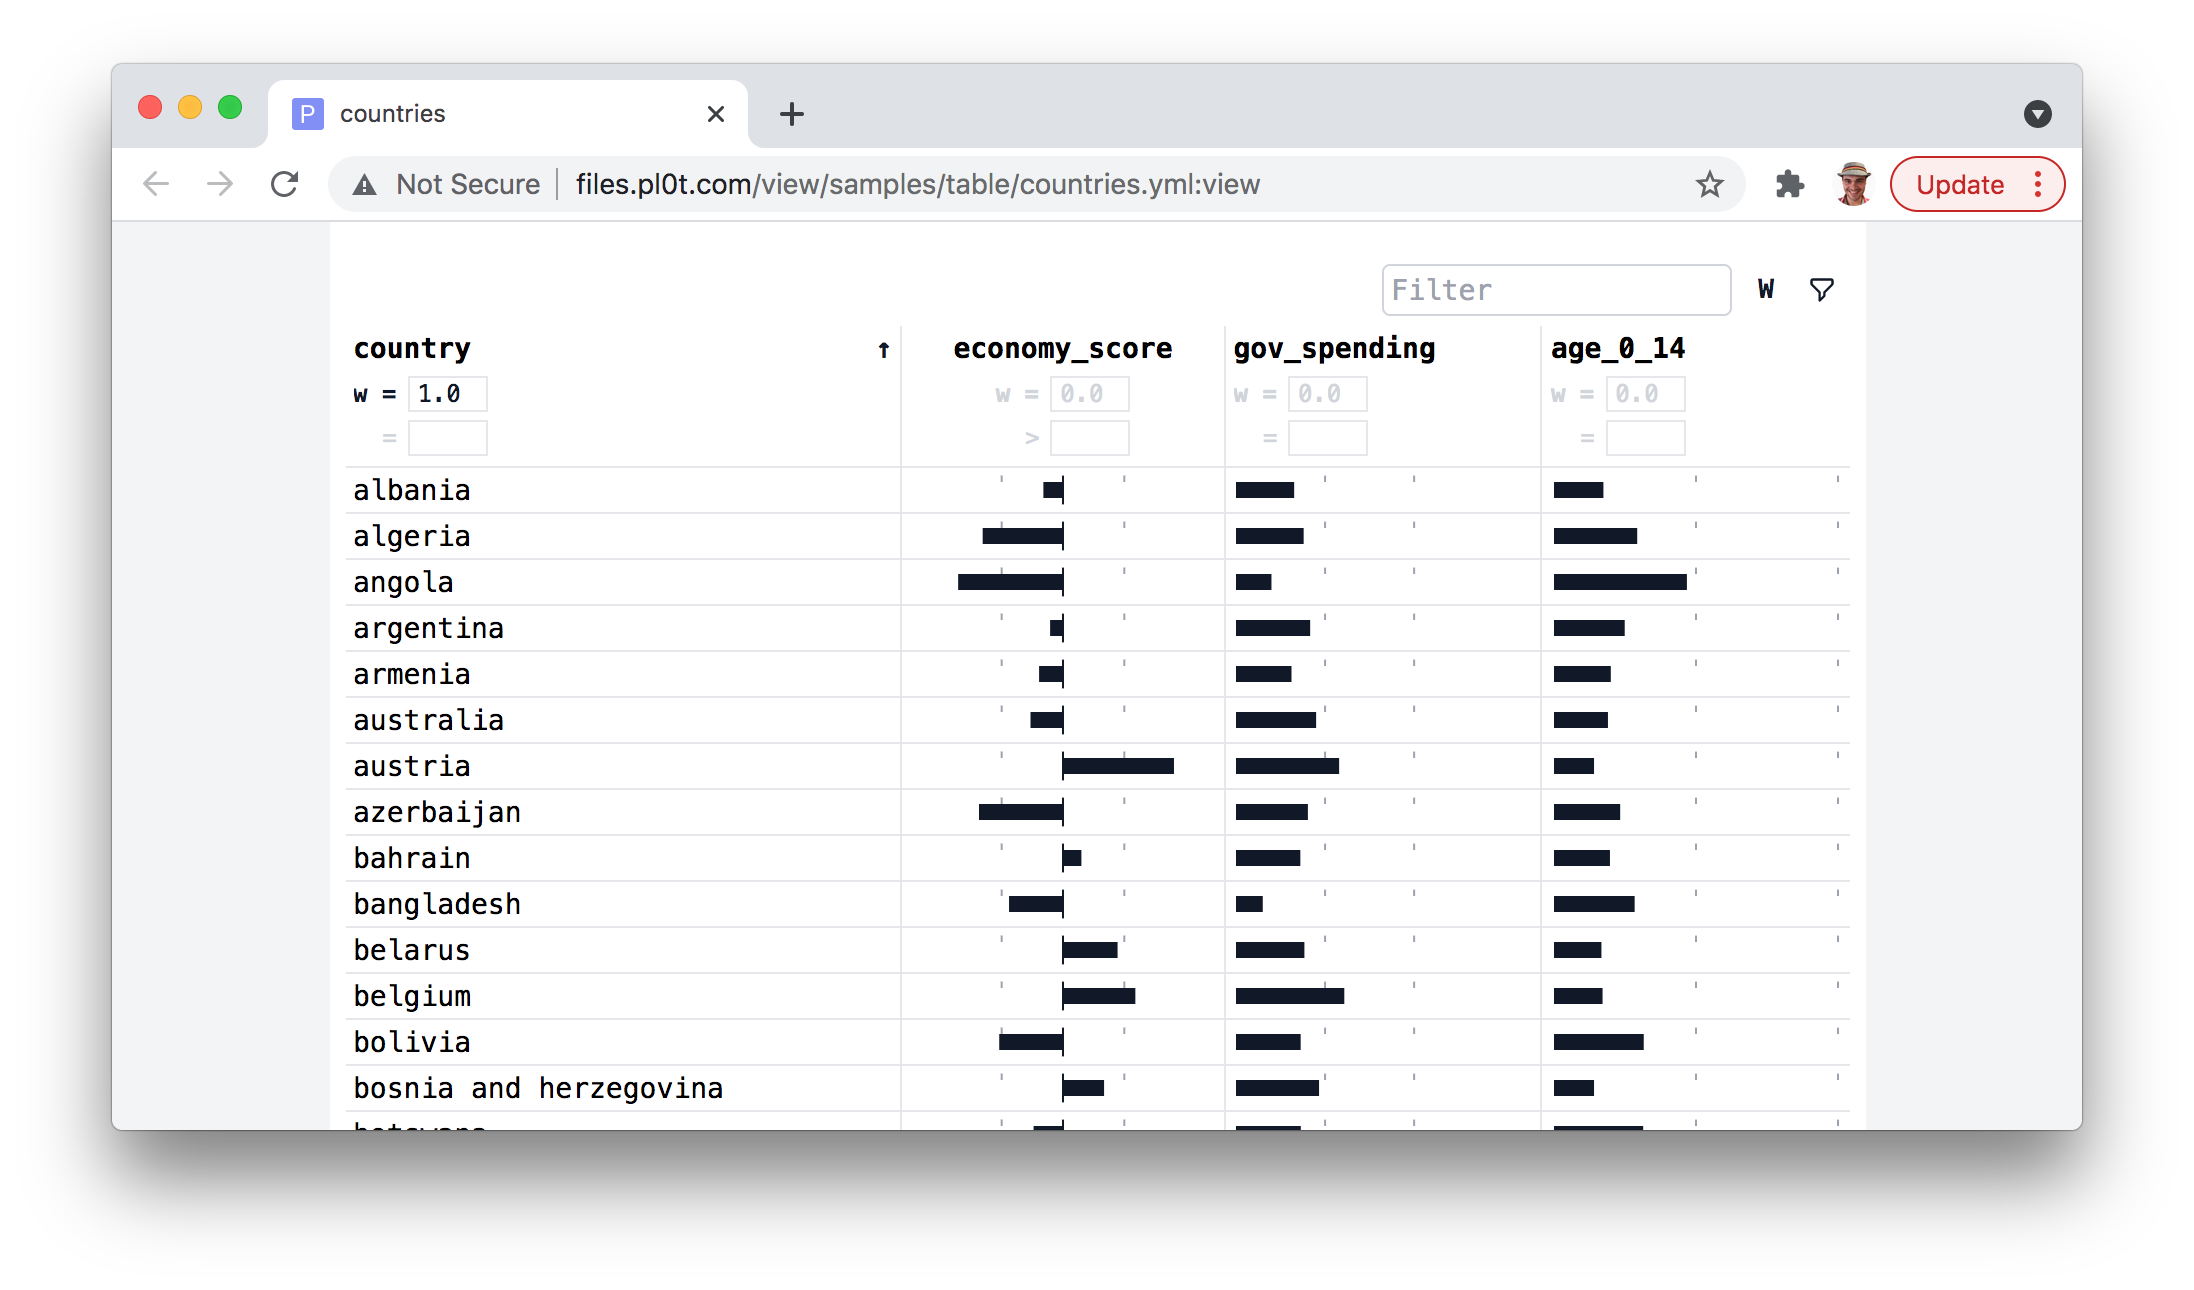 P countries
Not Secure files.pl0t.com/view/samples/table/countries.yml:view Update
Filter W
country ↑ economy_score gov_spending age_0_14
w = 1.0 w = 0.0 w = 0.0 w = 0.0
= > = =
albania
algeria
angola
argentina
armenia
australia
austria
azerbaijan
bahrain
bangladesh
belarus
belgium
bolivia
bosnia and herzegovina